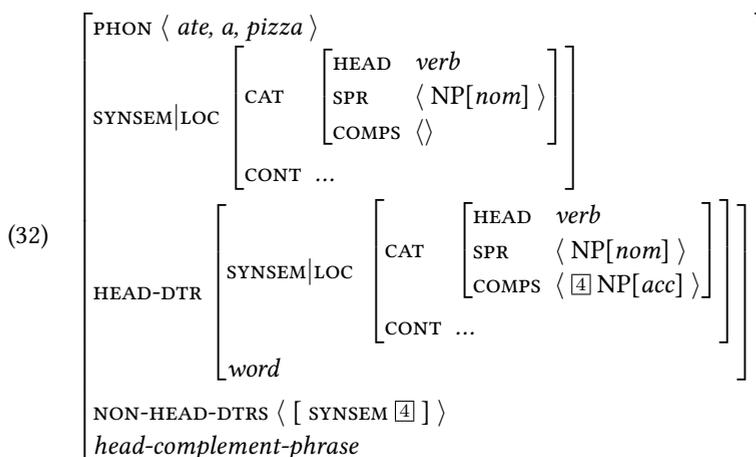 PHON ⟨ ate, a, pizza ⟩
HEAD verb
CAT SPR ⟨ NP[nom] ⟩
SYNSEM|LOC COMPS ⟨⟩
CONT ...
(32)
HEAD verb
CAT SPR ⟨ NP[nom] ⟩
SYNSEM|LOC COMPS ⟨ 4 NP[acc] ⟩
HEAD-DTR
CONT ...
word
NON-HEAD-DTRS ⟨ [ SYNSEM 4 ] ⟩
head-complement-phrase